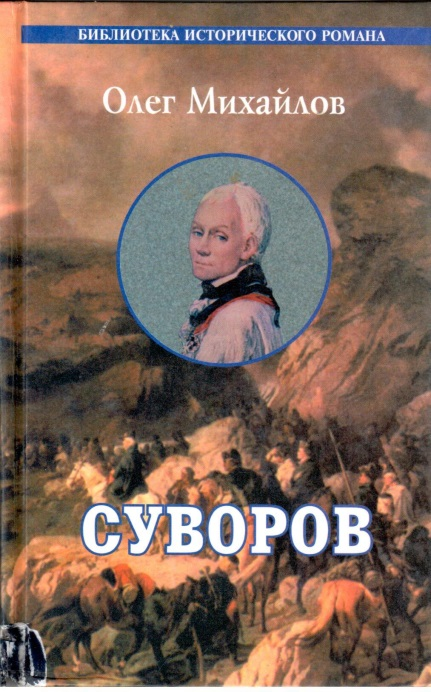 БИБЛИОТЕКА ИСТОРИЧЕСКОГО РОМАНА
Олег Михайлов
СУВОРОВ